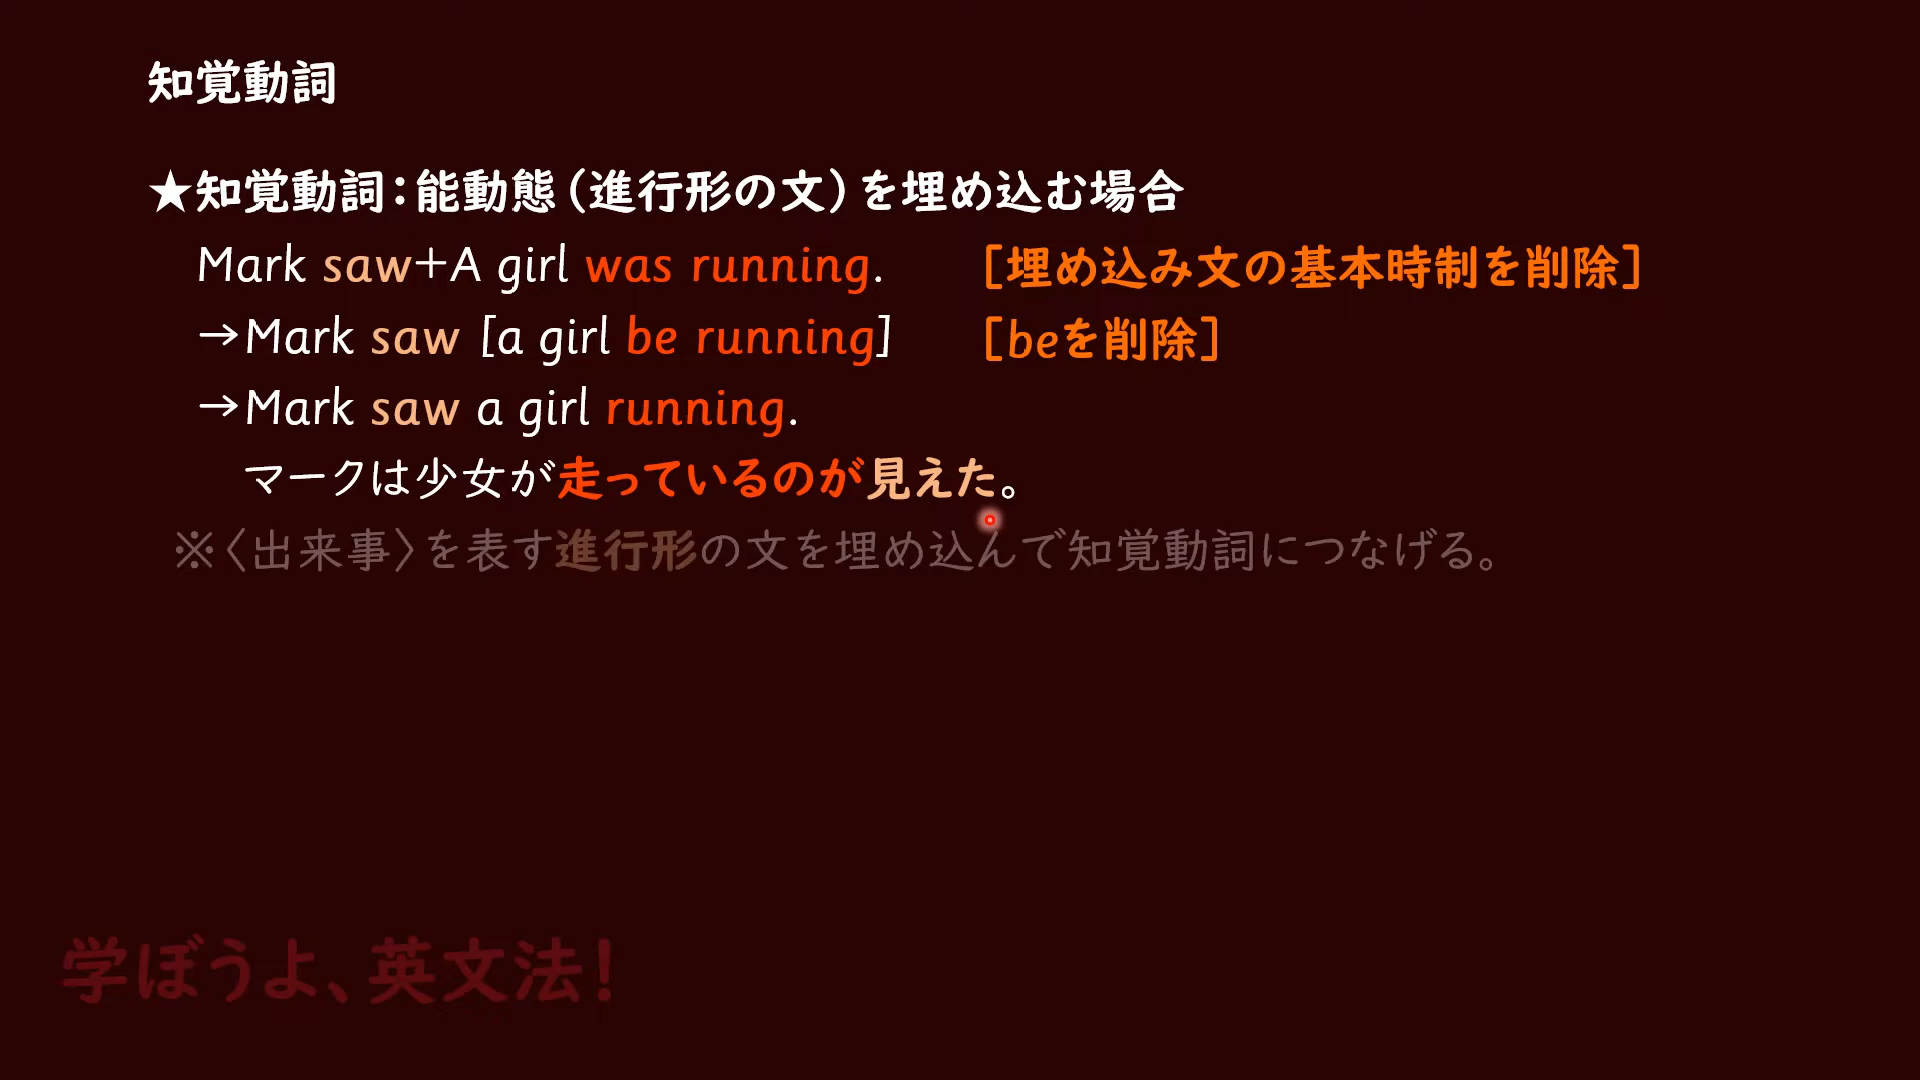 知覚動詞
★知覚動詞：能動態（進行形の文）を埋め込む場合
Mark saw＋A girl was running. ［埋め込み文の基本時制を削除］
→Mark saw [a girl be running] ［beを削除］
→Mark saw a girl running.
マークは少女が走っているのが見えた。
※〈出来事〉を表す進行形の文を埋め込んで知覚動詞につなげる。
学ぼうよ、英文法！